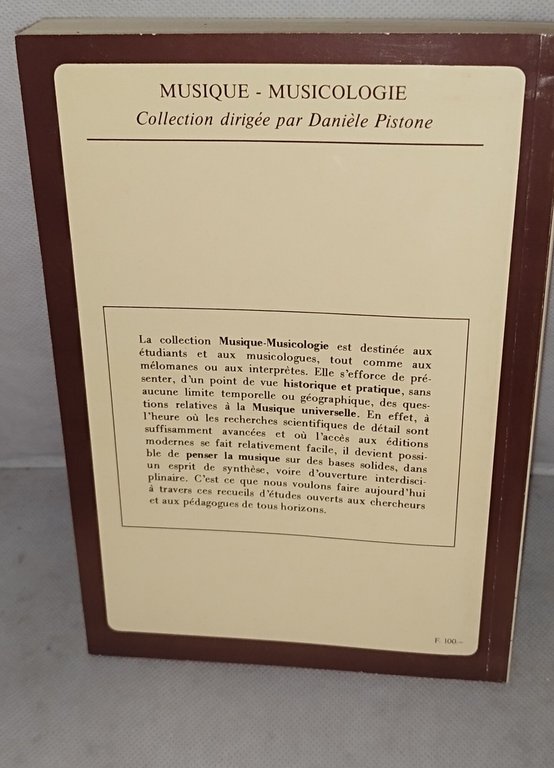 MUSIQUE - MUSICOLOGIE
Collection dirigée par Danièle Pistone
La collection Musique-Musicologie est destinée aux
étudiants et aux musicologues, tout comme aux
mélomanes ou aux interprètes. Elle s'efforce de pré-
senter, d'un point de vue historique et pratique, sans
aucune limite temporelle ou géographique, des ques-
tions relatives à la Musique universelle. En effet, à
l'heure où les recherches scientifiques de détail sont
suffisamment avancées et où l'accès aux éditions
modernes se fait relativement facile, il devient possi-
ble de penser la musique sur des bases solides, dans
un esprit de synthèse, voire d'ouverture interdisci-
plinaire. C'est ce que nous voulons faire aujourd'hui
à travers ces recueils d'études ouverts aux chercheurs
et aux pédagogues de tous horizons.
F. 100.–